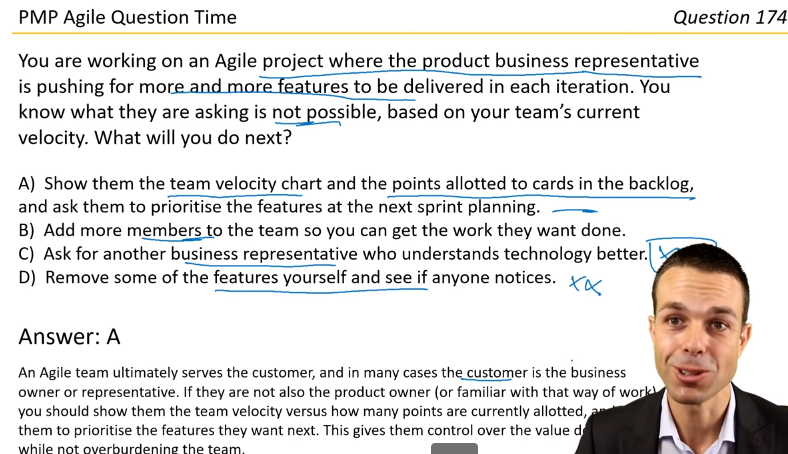 PMP Agile Question Time
Question 174
You are working on an Agile project where the product business representative
is pushing for more and more features to be delivered in each iteration. You
know what they are asking is not possible, based on your team's current
velocity. What will you do next?
A) Show them the team velocity chart and the points allotted to cards in the backlog,
and ask them to prioritise the features at the next sprint planning.
B) Add more members to the team so you can get the work they want done.
C) Ask for another business representative who understands technology better.
D) Remove some of the features yourself and see if anyone notices.
Answer: A
An Agile team ultimately serves the customer, and in many cases the customer is the business
owner or representative. If they are not also the product owner (or familiar with that way of work)
you should show them the team velocity versus how many points are currently allotted,
them to prioritise the features they want next. This gives them control over the value
while not overburdening the team.